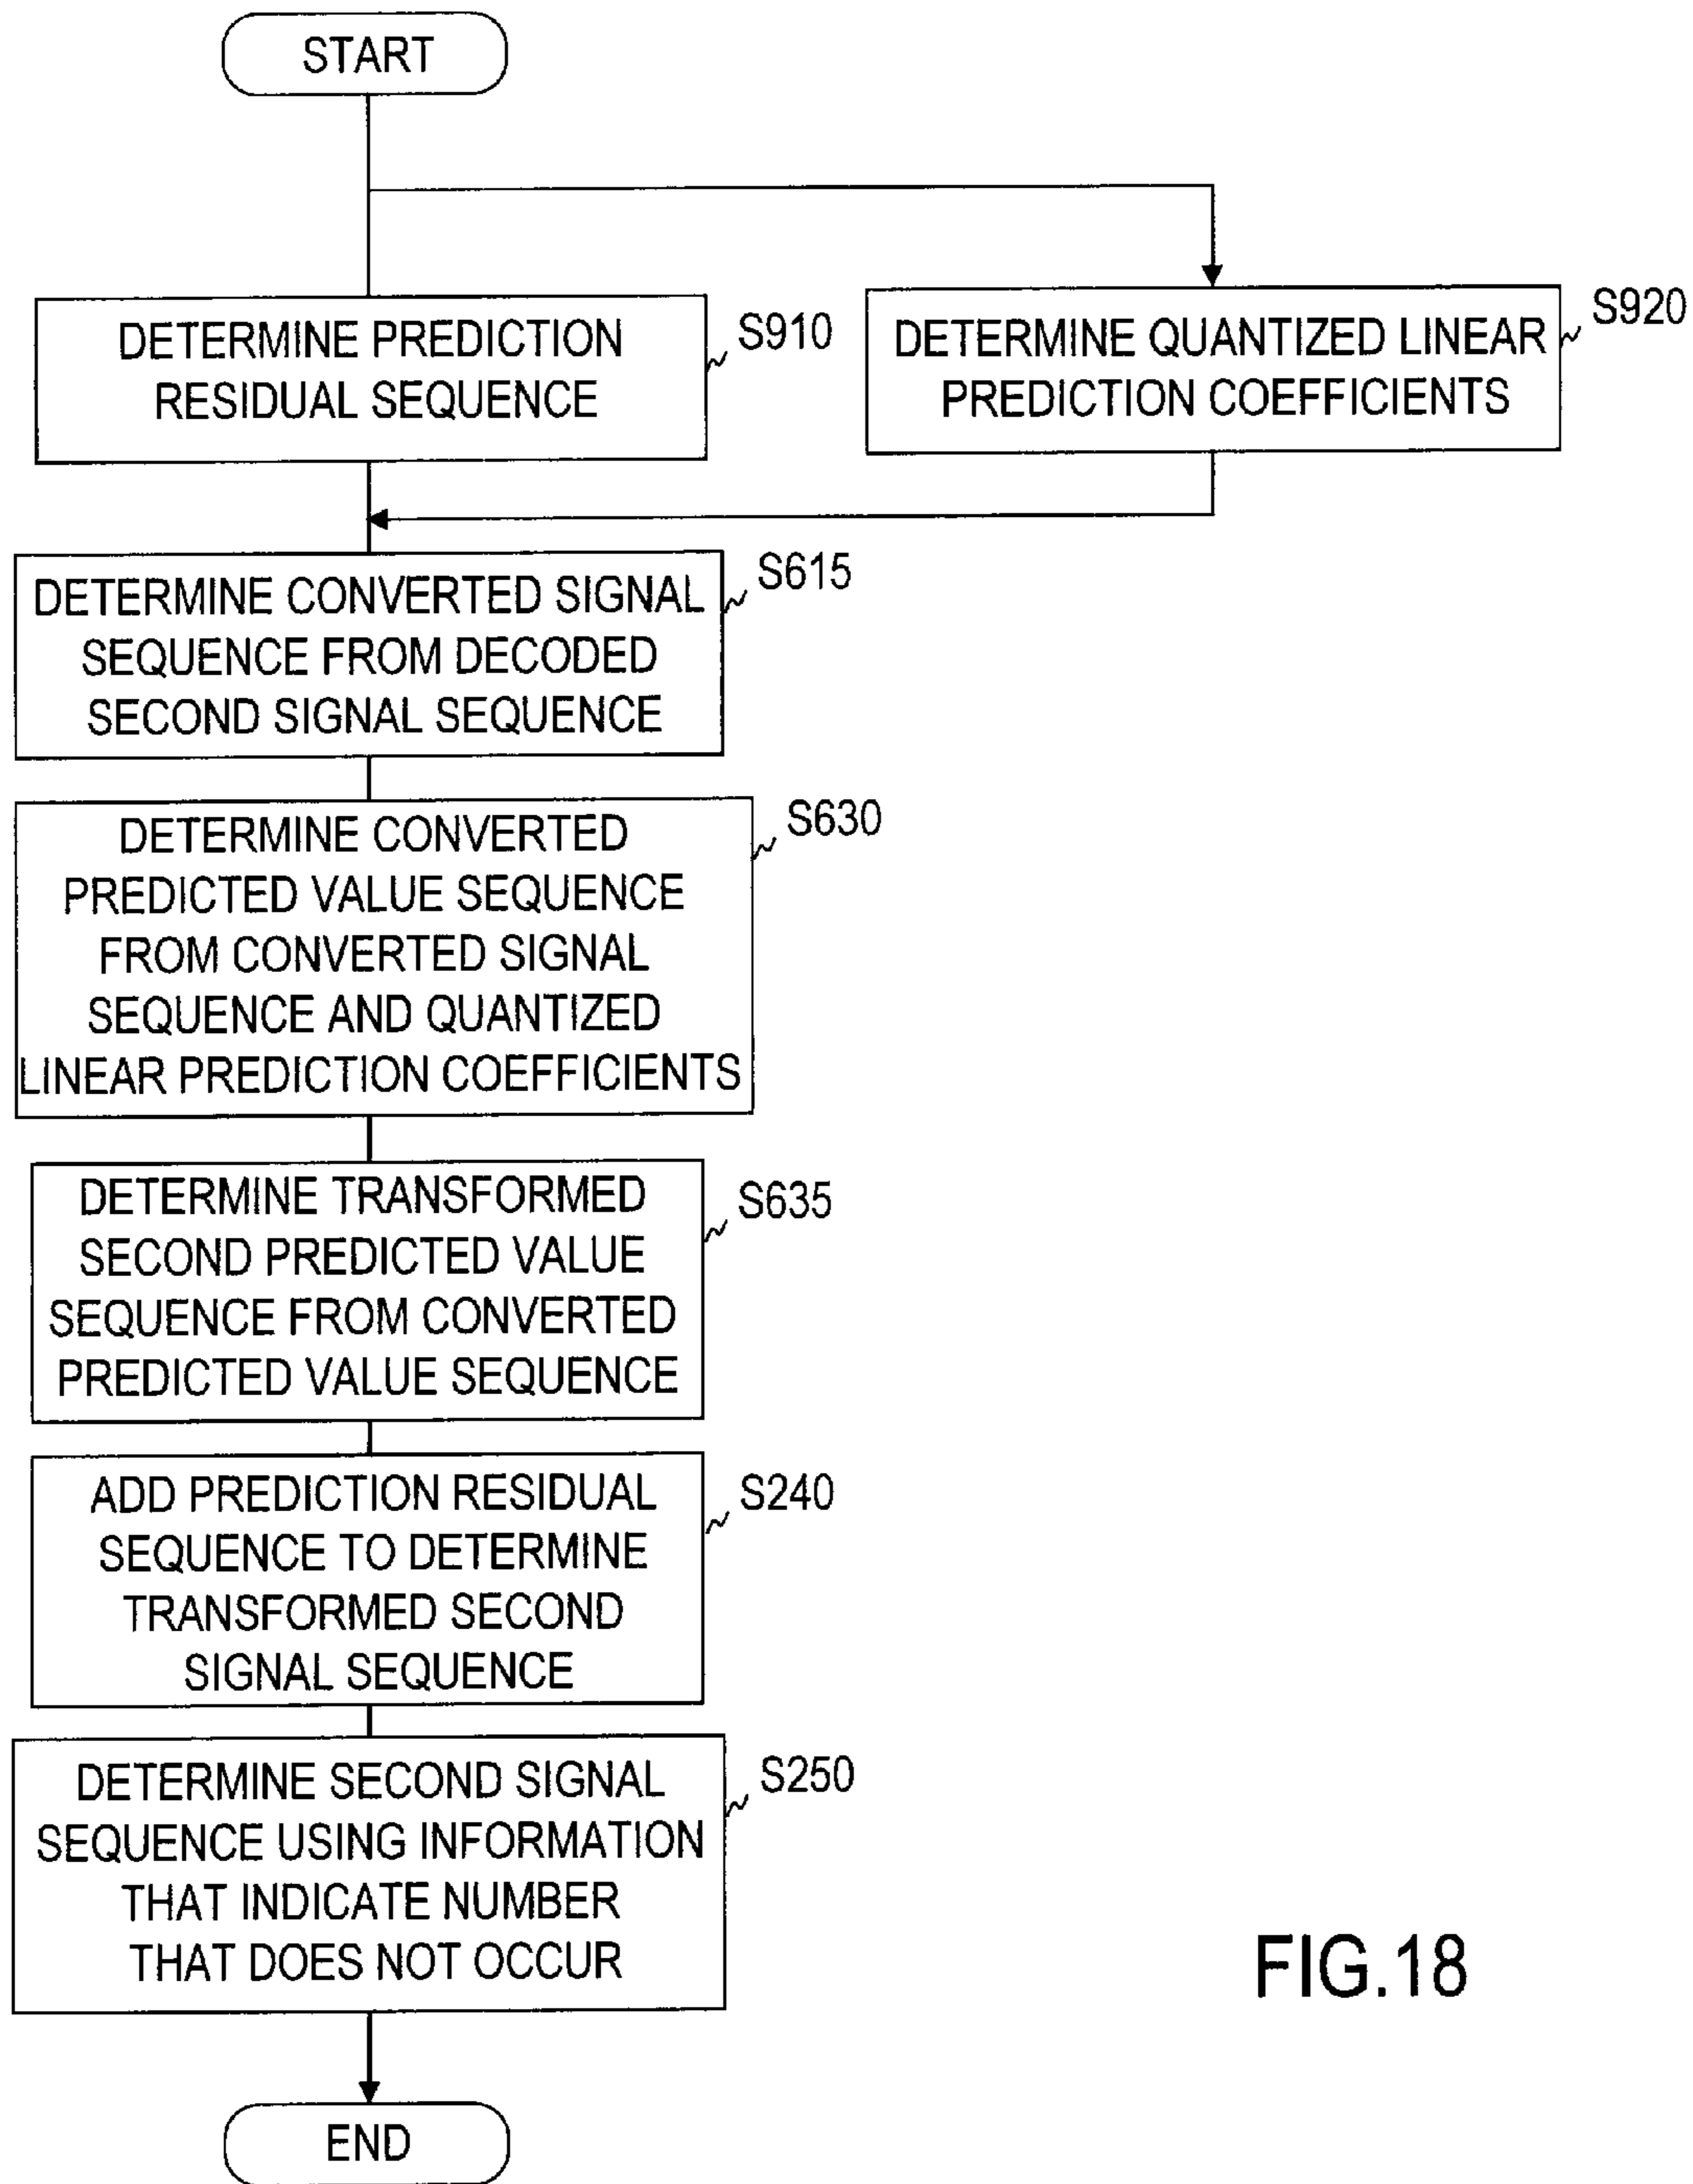 START
DETERMINE PREDICTION
RESIDUAL SEQUENCE
S910
DETERMINE QUANTIZED LINEAR
PREDICTION COEFFICIENTS
S920
DETERMINE CONVERTED SIGNAL
SEQUENCE FROM DECODED
SECOND SIGNAL SEQUENCE
S615
DETERMINE CONVERTED
PREDICTED VALUE SEQUENCE
FROM CONVERTED SIGNAL
SEQUENCE AND QUANTIZED
LINEAR PREDICTION COEFFICIENTS
S630
DETERMINE TRANSFORMED
SECOND PREDICTED VALUE
SEQUENCE FROM CONVERTED
PREDICTED VALUE SEQUENCE
S635
ADD PREDICTION RESIDUAL
SEQUENCE TO DETERMINE
TRANSFORMED SECOND
SIGNAL SEQUENCE
S240
DETERMINE SECOND SIGNAL
SEQUENCE USING INFORMATION
THAT INDICATE NUMBER
THAT DOES NOT OCCUR
S250
END
FIG.18